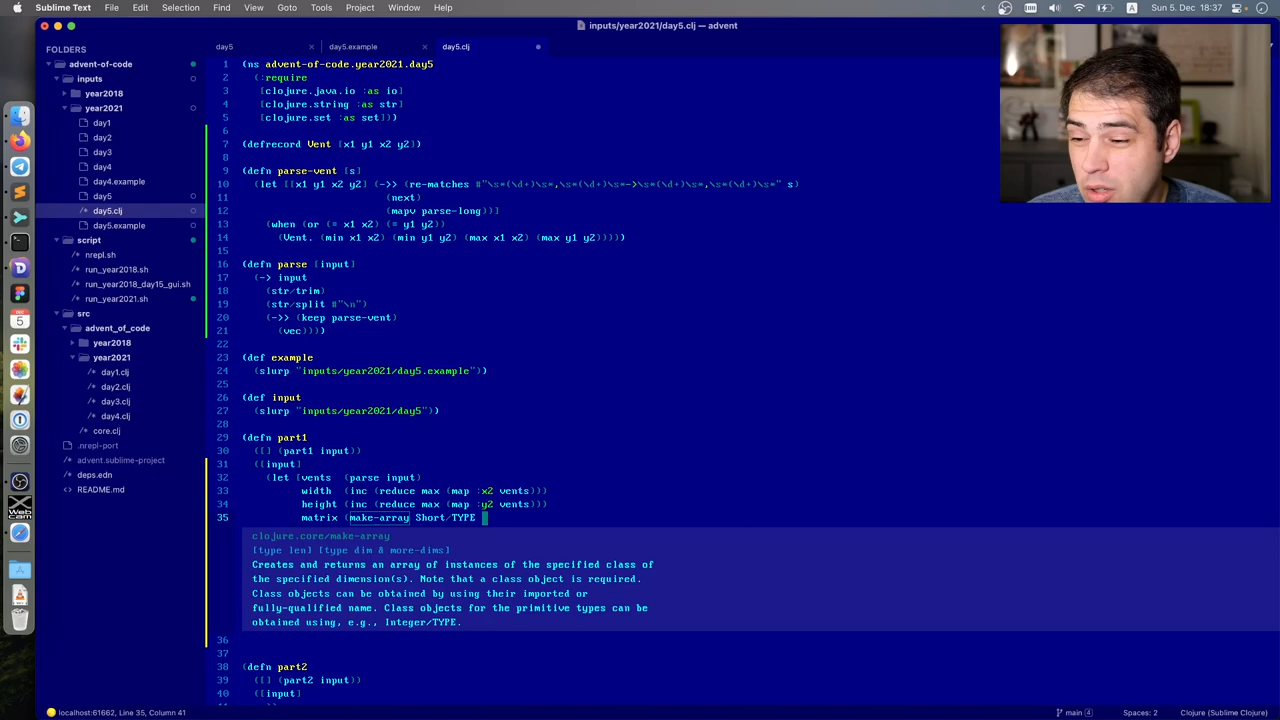 Sublime Text File Edit Selection Find View Goto Tools Project Window Help
A Sun 5. Dec 18:37
inputs/year2021/day5.clj — advent
FOLDERS
advent-of-code
inputs
year2018
year2021
day1
day2
day3
day4
day4.example
day5
day5.clj
day5.example
script
nrepl.sh
run_year2018.sh
run_year2018_day15_gui.sh
run_year2021.sh
src
advent_of_code
year2018
year2021
day1.clj
day2.clj
day3.clj
day4.clj
core.clj
.nrepl-port
advent.sublime-project
deps.edn
README.md
day5 day5.example day5.clj
1 (ns advent-of-code.year2021.day5
2 (:require
3 [clojure.java.io :as io]
4 [clojure.string :as str]
5 [clojure.set :as set]))
6
7 (defrecord Vent [x1 y1 x2 y2])
8
9 (defn parse-vent [s]
10 (let [[x1 y1 x2 y2] (->> (re-matches #"\s*(\d+)\s*,\s*(\d+)\s*->\s*(\d+)\s*,\s*(\d+)\s*" s)
11 (next)
12 (mapv parse-long))]
13 (when (or (= x1 x2) (= y1 y2))
14 (Vent. (min x1 x2) (min y1 y2) (max x1 x2) (max y1 y2)))))
15
16 (defn parse [input]
17 (-> input
18 (str/trim)
19 (str/split #"\n")
20 (->> (keep parse-vent)
21 (vec))))
22
23 (def example
24 (slurp "inputs/year2021/day5.example"))
25
26 (def input
27 (slurp "inputs/year2021/day5"))
28
29 (defn part1
30 ([] (part1 input))
31 ([input]
32 (let [vents (parse input)
33 width (inc (reduce max (map :x2 vents)))
34 height (inc (reduce max (map :y2 vents)))
35 matrix (make-array Short/TYPE
clojure.core/make-array
[type len] [type dim & more-dims]
Creates and returns an array of instances of the specified class of
the specified dimension(s). Note that a class object is required.
Class objects can be obtained by using their imported or
fully-qualified name. Class objects for the primitive types can be
obtained using, e.g., Integer/TYPE.
36
37
38 (defn part2
39 ([] (part2 input))
40 ([input]
localhost:61662, Line 35, Column 41 main 4 Spaces: 2 Clojure (Sublime Clojure)